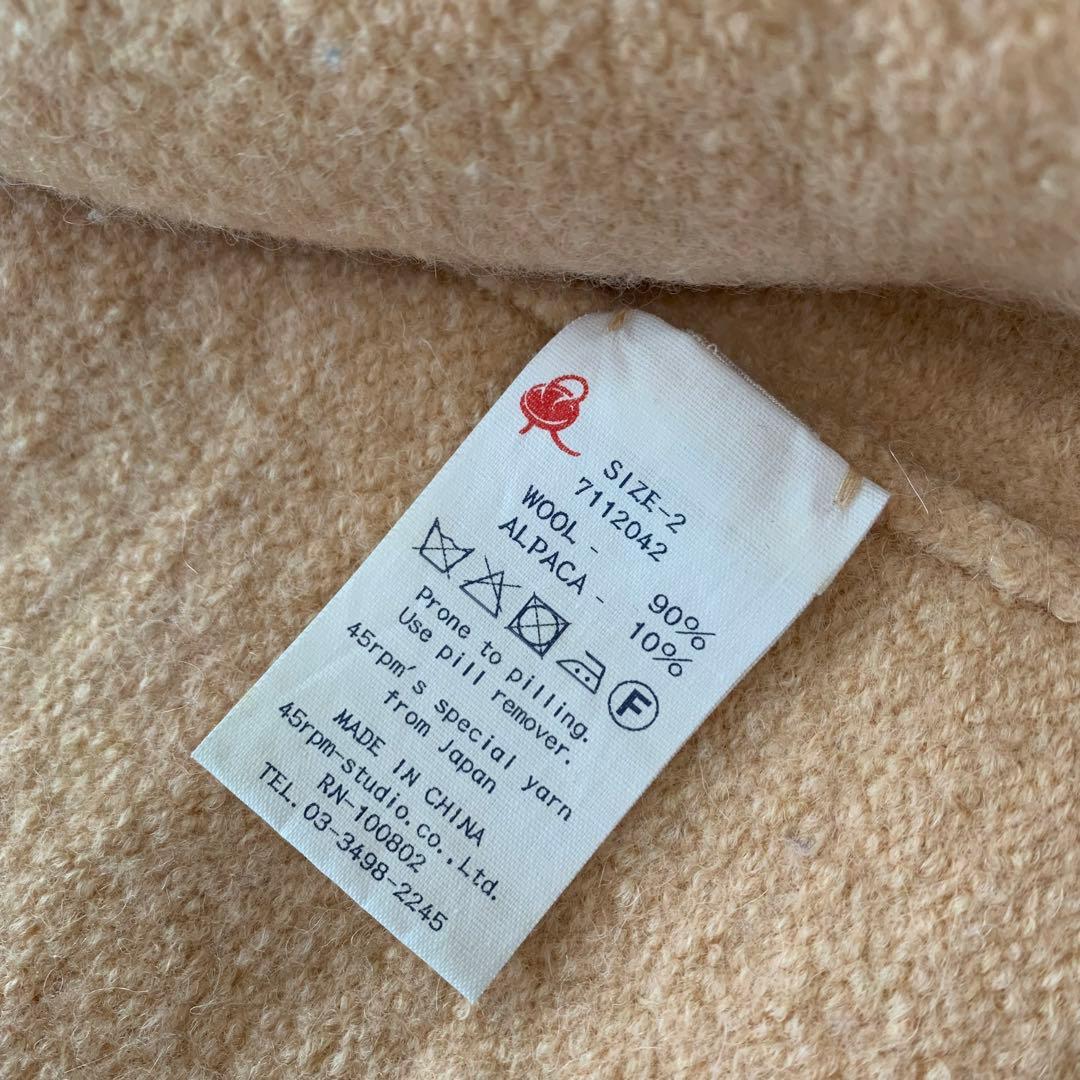 SIZE-2
7112042
WOOL - 90%
ALPACA - 10%
F
Prone to pilling.
Use pill remover.
45rpm's special yarn
from Japan
MADE IN CHINA
45rpm-studio.co.,Ltd.
RN-100802
TEL. 03-3498-2245